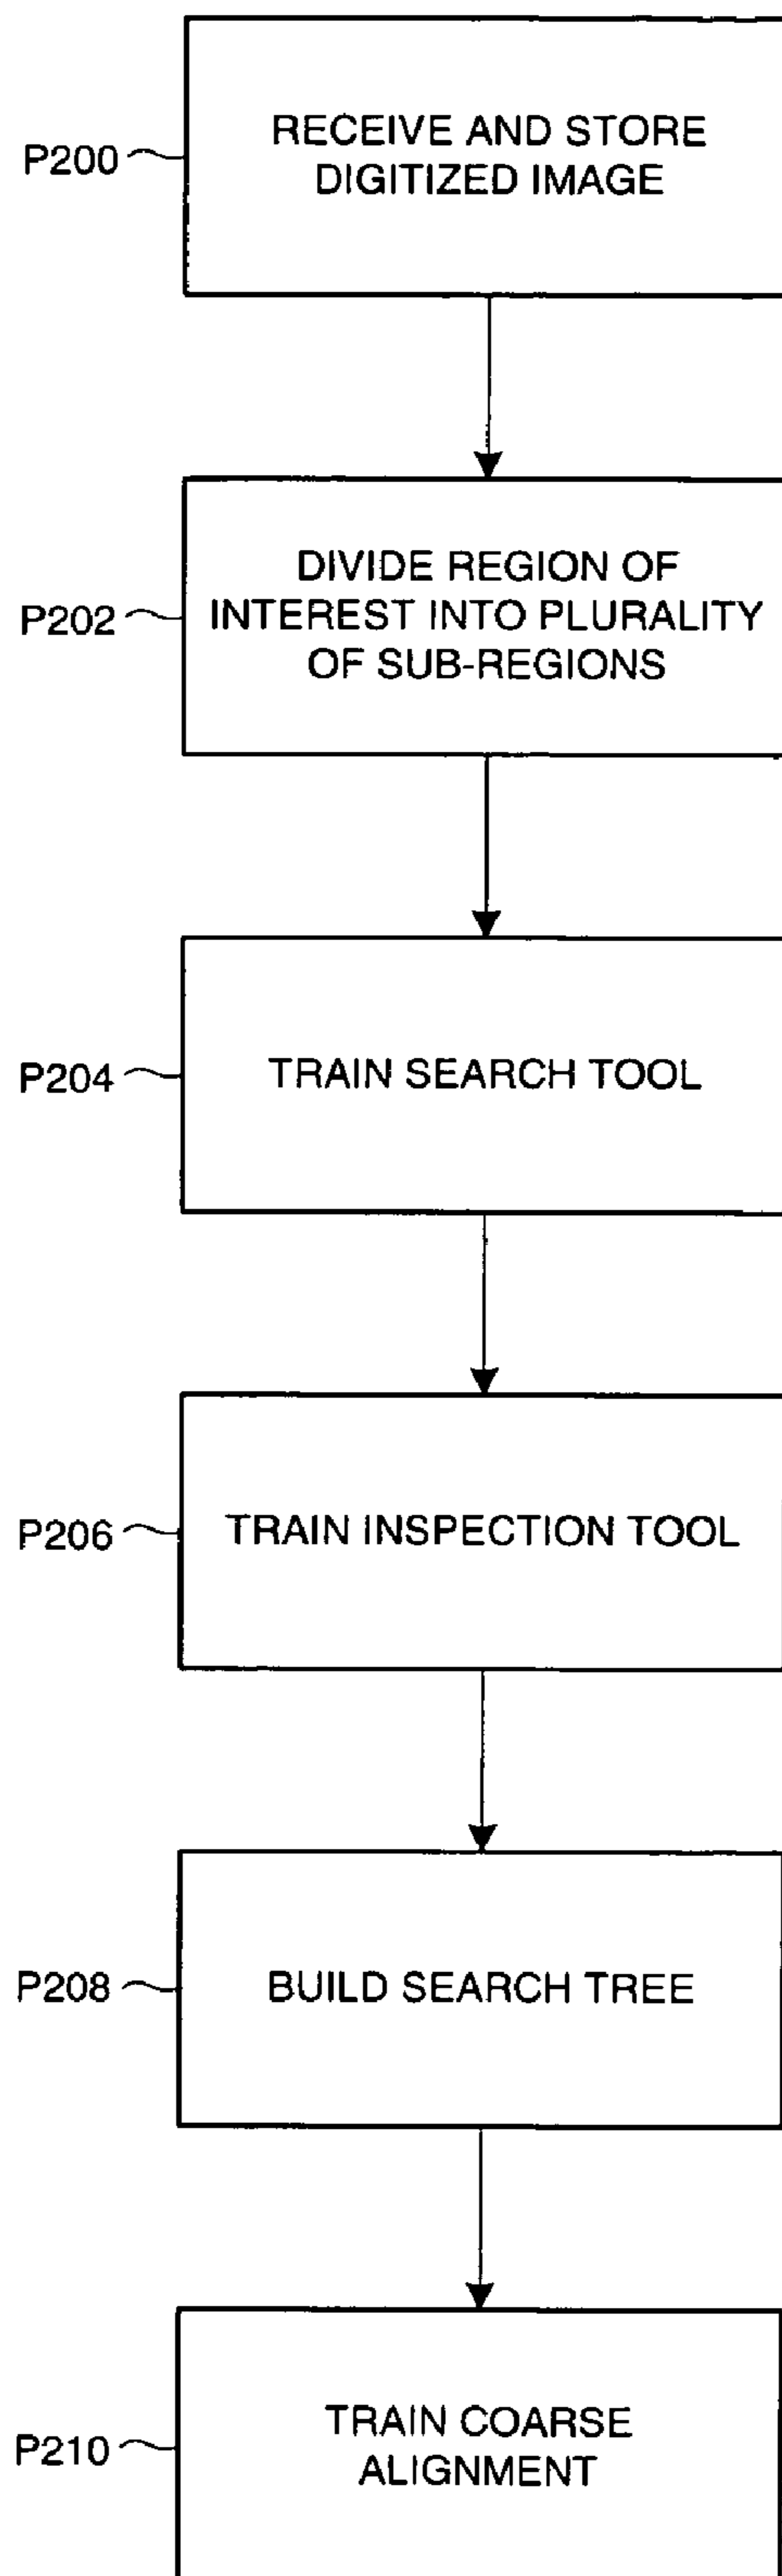 P200
RECEIVE AND STORE
DIGITIZED IMAGE
P202
DIVIDE REGION OF
INTEREST INTO PLURALITY
OF SUB-REGIONS
P204
TRAIN SEARCH TOOL
P206
TRAIN INSPECTION TOOL
P208
BUILD SEARCH TREE
P210
TRAIN COARSE
ALIGNMENT